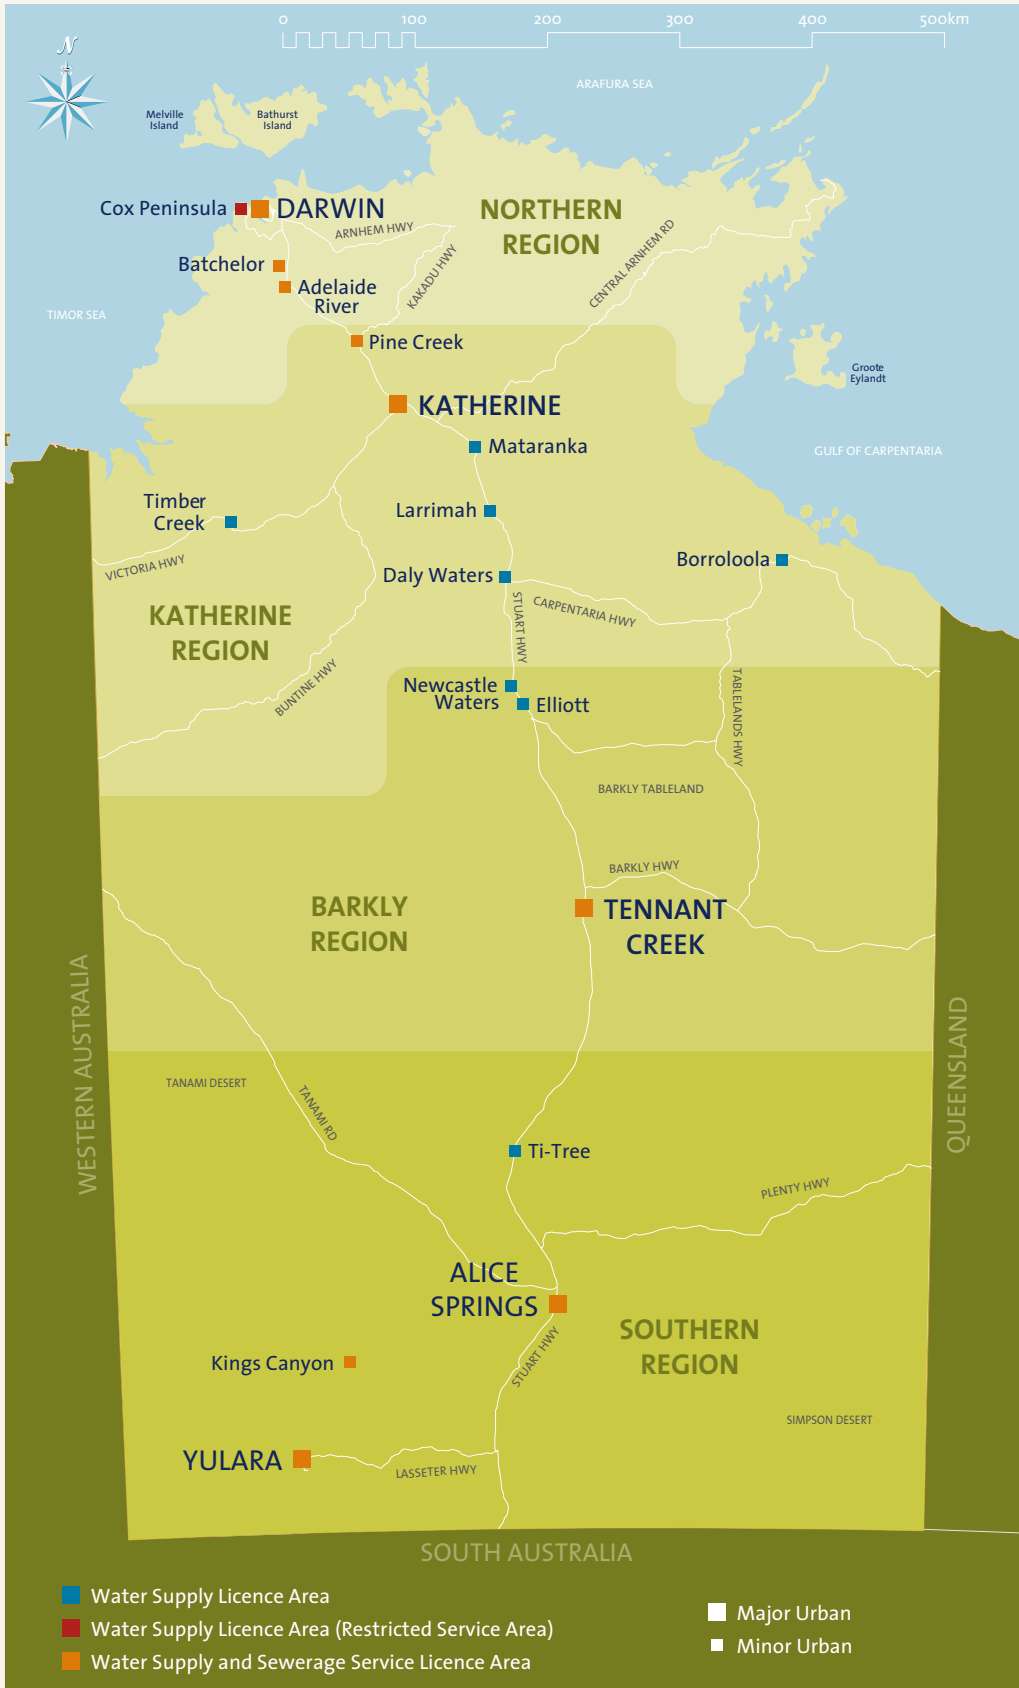 0 100 200 300 400 500km
N
ARAFURA SEA
Melville
Island
Bathurst
Island
Cox Peninsula
DARWIN
NORTHERN
REGION
ARNHEM HWY
KAKADU HWY
CENTRAL ARNHEM RD
Batchelor
Adelaide
River
TIMOR SEA
Pine Creek
Groote
Eylandt
KATHERINE
Mataranka
GULF OF CARPENTARIA
Timber
Creek
Larrimah
VICTORIA HWY
Daly Waters
Borroloola
STUART HWY
CARPENTARIA HWY
KATHERINE
REGION
BUNTINE HWY
Newcastle
Waters
Elliott
TABLELANDS HWY
BARKLY TABLELAND
BARKLY HWY
BARKLY
REGION
TENNANT
CREEK
WESTERN AUSTRALIA
QUEENSLAND
TANAMI DESERT
TANAMI RD
Ti-Tree
PLENTY HWY
ALICE
SPRINGS
STUART HWY
SOUTHERN
REGION
Kings Canyon
SIMPSON DESERT
YULARA
LASSETER HWY
SOUTH AUSTRALIA
Water Supply Licence Area
Water Supply Licence Area (Restricted Service Area)
Water Supply and Sewerage Service Licence Area
Major Urban
Minor Urban